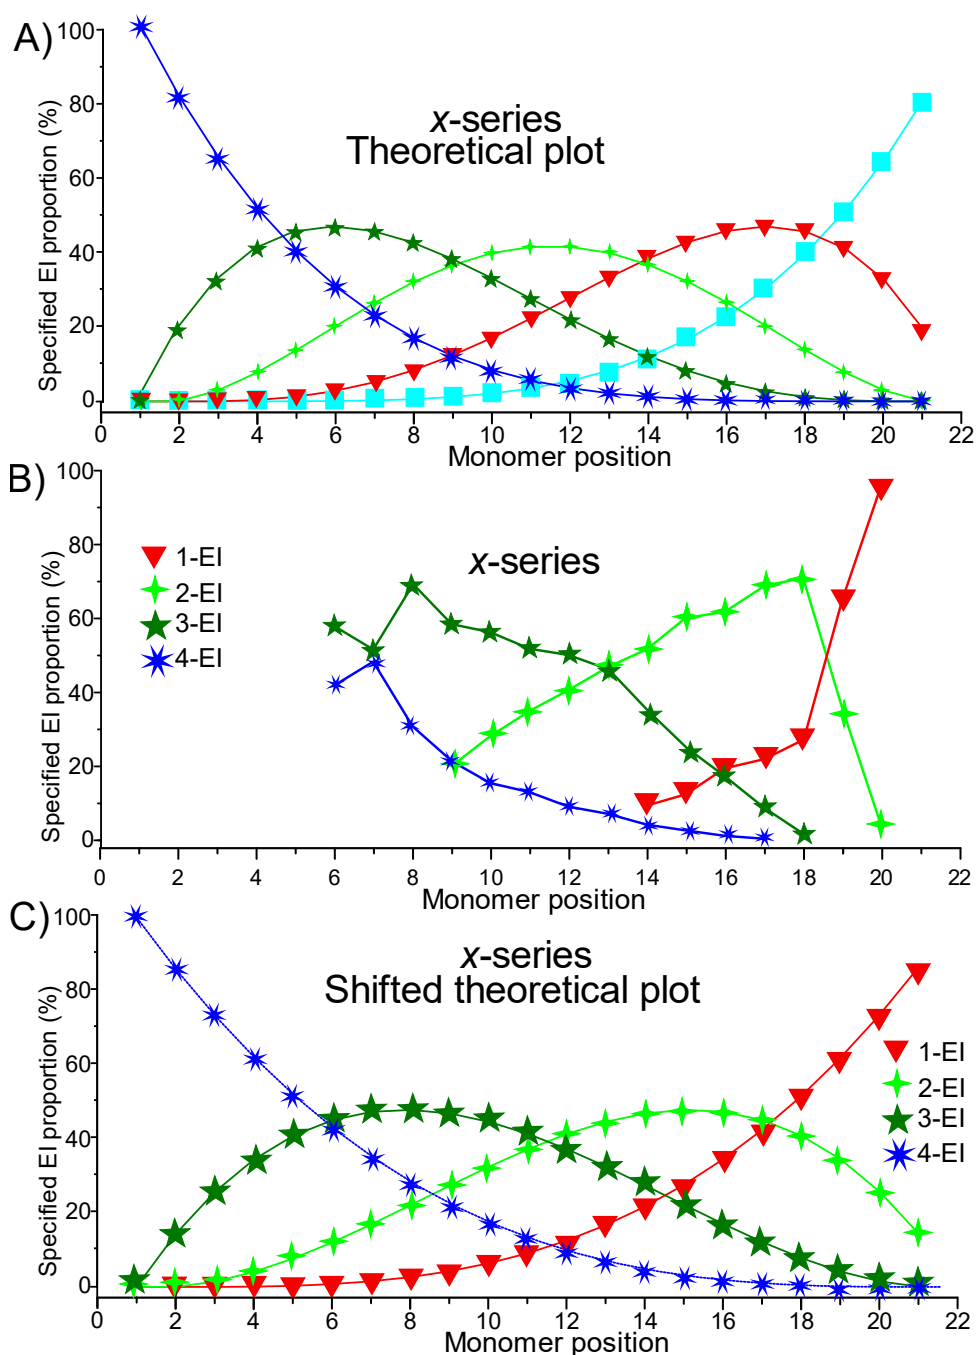 A)
x-series
Theoretical plot
Specified EI proportion (%)
100
80
60
40
20
0
0 2 4 6 8 10 12 14 16 18 20 22
Monomer position
B)
x-series
1-EI
2-EI
3-EI
4-EI
Specified EI proportion (%)
100
80
60
40
20
0
0 2 4 6 8 10 12 14 16 18 20 22
Monomer position
C)
x-series
Shifted theoretical plot
1-EI
2-EI
3-EI
4-EI
Specified EI proportion (%)
100
80
60
40
20
0
0 2 4 6 8 10 12 14 16 18 20 22
Monomer position